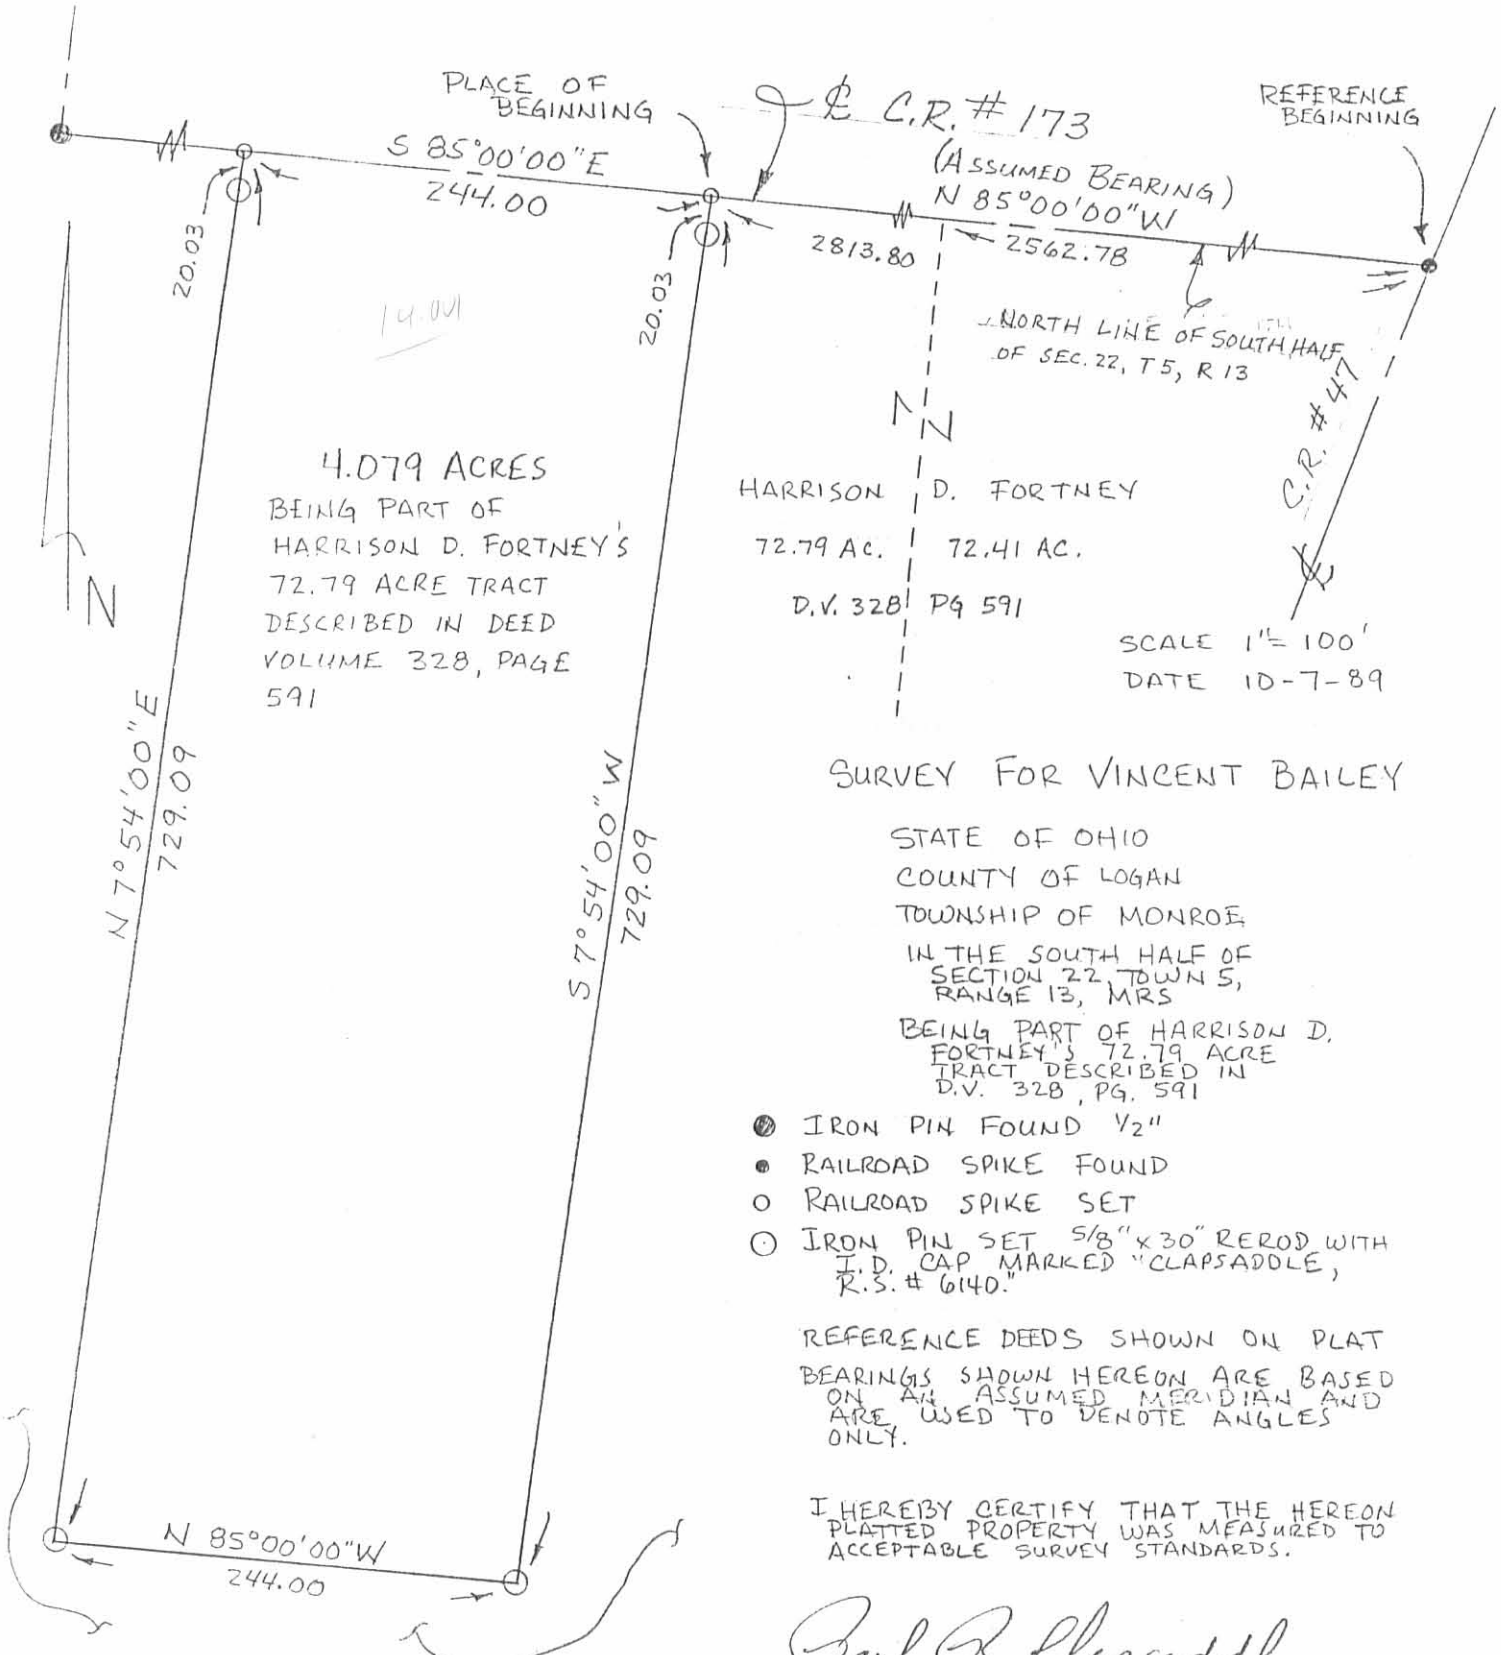 PLACE OF
BEGINNING
℄ C.R. # 173
REFERENCE
BEGINNING
(ASSUMED BEARING)
S 85°00'00"E
244.00
N 85°00'00"W
2813.80
2562.78
20.03
20.03
14.001
NORTH LINE OF SOUTH HALF
OF SEC. 22, T5, R13
C.R. # 47
℄
N
4.079 ACRES
BEING PART OF
HARRISON D. FORTNEY'S
72.79 ACRE TRACT
DESCRIBED IN DEED
VOLUME 328, PAGE
591
HARRISON D. FORTNEY
72.79 AC. 72.41 AC.
D.V. 328 PG 591
SCALE 1"= 100'
DATE 10-7-89
N 7°54'00"E
729.09
S 7°54'00"W
729.09
SURVEY FOR VINCENT BAILEY
STATE OF OHIO
COUNTY OF LOGAN
TOWNSHIP OF MONROE
IN THE SOUTH HALF OF
SECTION 22, TOWN 5,
RANGE 13, MRS
BEING PART OF HARRISON D.
FORTNEY'S 72.79 ACRE
TRACT DESCRIBED IN
D.V. 328, PG. 591
IRON PIN FOUND 1/2"
RAILROAD SPIKE FOUND
RAILROAD SPIKE SET
IRON PIN SET 5/8" x 30" REROD WITH
I.D. CAP MARKED "CLAPSADDLE,
R.S. # 6140."
REFERENCE DEEDS SHOWN ON PLAT
BEARINGS SHOWN HEREON ARE BASED
ON AN ASSUMED MERIDIAN AND
ARE USED TO DENOTE ANGLES
ONLY.
I HEREBY CERTIFY THAT THE HEREON
PLATTED PROPERTY WAS MEASURED TO
ACCEPTABLE SURVEY STANDARDS.
N 85°00'00"W
244.00